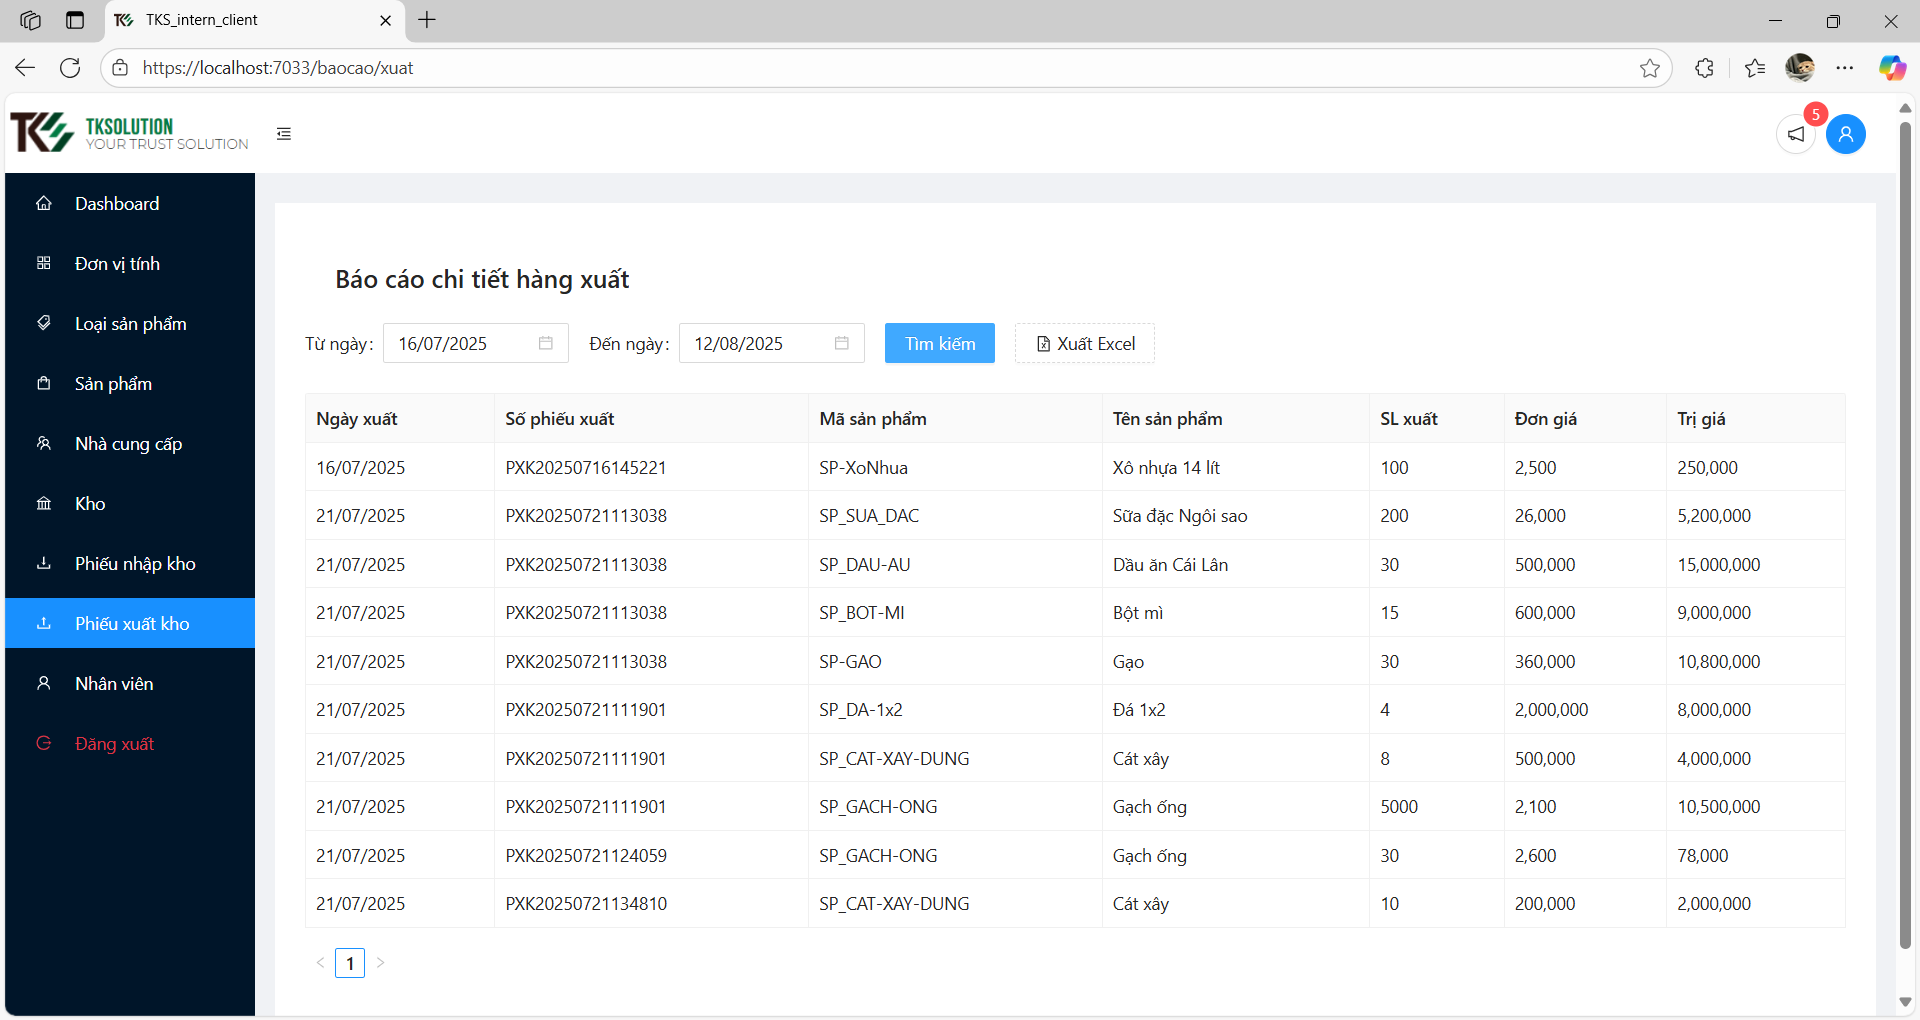 TKS_intern_client
https://localhost:7033/baocao/xuat
TKS TKSOLUTION
YOUR TRUST SOLUTION
5
Dashboard
Đơn vị tính
Loại sản phẩm
Sản phẩm
Nhà cung cấp
Kho
Phiếu nhập kho
Phiếu xuất kho
Nhân viên
Đăng xuất
Báo cáo chi tiết hàng xuất
Từ ngày: 16/07/2025 Đến ngày: 12/08/2025 Tìm kiếm Xuất Excel
Ngày xuất Số phiếu xuất Mã sản phẩm Tên sản phẩm SL xuất Đơn giá Trị giá
16/07/2025 PXK20250716145221 SP-XoNhua Xô nhựa 14 lít 100 2,500 250,000
21/07/2025 PXK20250721113038 SP_SUA_DAC Sữa đặc Ngôi sao 200 26,000 5,200,000
21/07/2025 PXK20250721113038 SP_DAU-AU Dầu ăn Cái Lân 30 500,000 15,000,000
21/07/2025 PXK20250721113038 SP_BOT-MI Bột mì 15 600,000 9,000,000
21/07/2025 PXK20250721113038 SP-GAO Gạo 30 360,000 10,800,000
21/07/2025 PXK20250721111901 SP_DA-1x2 Đá 1x2 4 2,000,000 8,000,000
21/07/2025 PXK20250721111901 SP_CAT-XAY-DUNG Cát xây 8 500,000 4,000,000
21/07/2025 PXK20250721111901 SP_GACH-ONG Gạch ống 5000 2,100 10,500,000
21/07/2025 PXK20250721124059 SP_GACH-ONG Gạch ống 30 2,600 78,000
21/07/2025 PXK20250721134810 SP_CAT-XAY-DUNG Cát xây 10 200,000 2,000,000
< 1 >